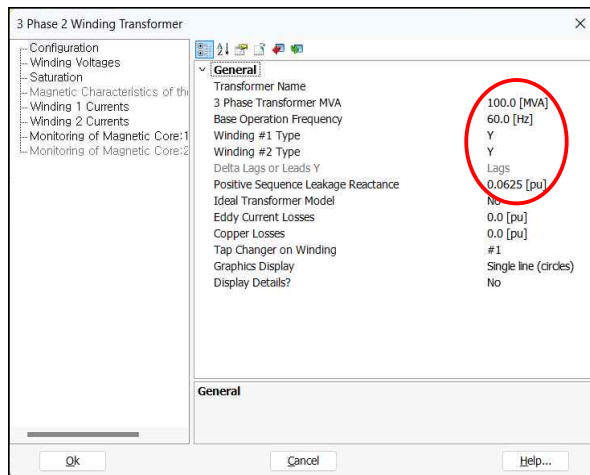 3 Phase 2 Winding Transformer
Configuration
Winding Voltages
Saturation
Magnetic Characteristics of th
Winding 1 Currents
Winding 2 Currents
Monitoring of Magnetic Core:1
Monitoring of Magnetic Core:2
General
Transformer Name
3 Phase Transformer MVA 100.0 [MVA]
Base Operation Frequency 60.0 [Hz]
Winding #1 Type Y
Winding #2 Type Y
Delta Lags or Leads Y Lags
Positive Sequence Leakage Reactance 0.0625 [pu]
Ideal Transformer Model No
Eddy Current Losses 0.0 [pu]
Copper Losses 0.0 [pu]
Tap Changer on Winding #1
Graphics Display Single line (circles)
Display Details? No
General
Ok Cancel Help...